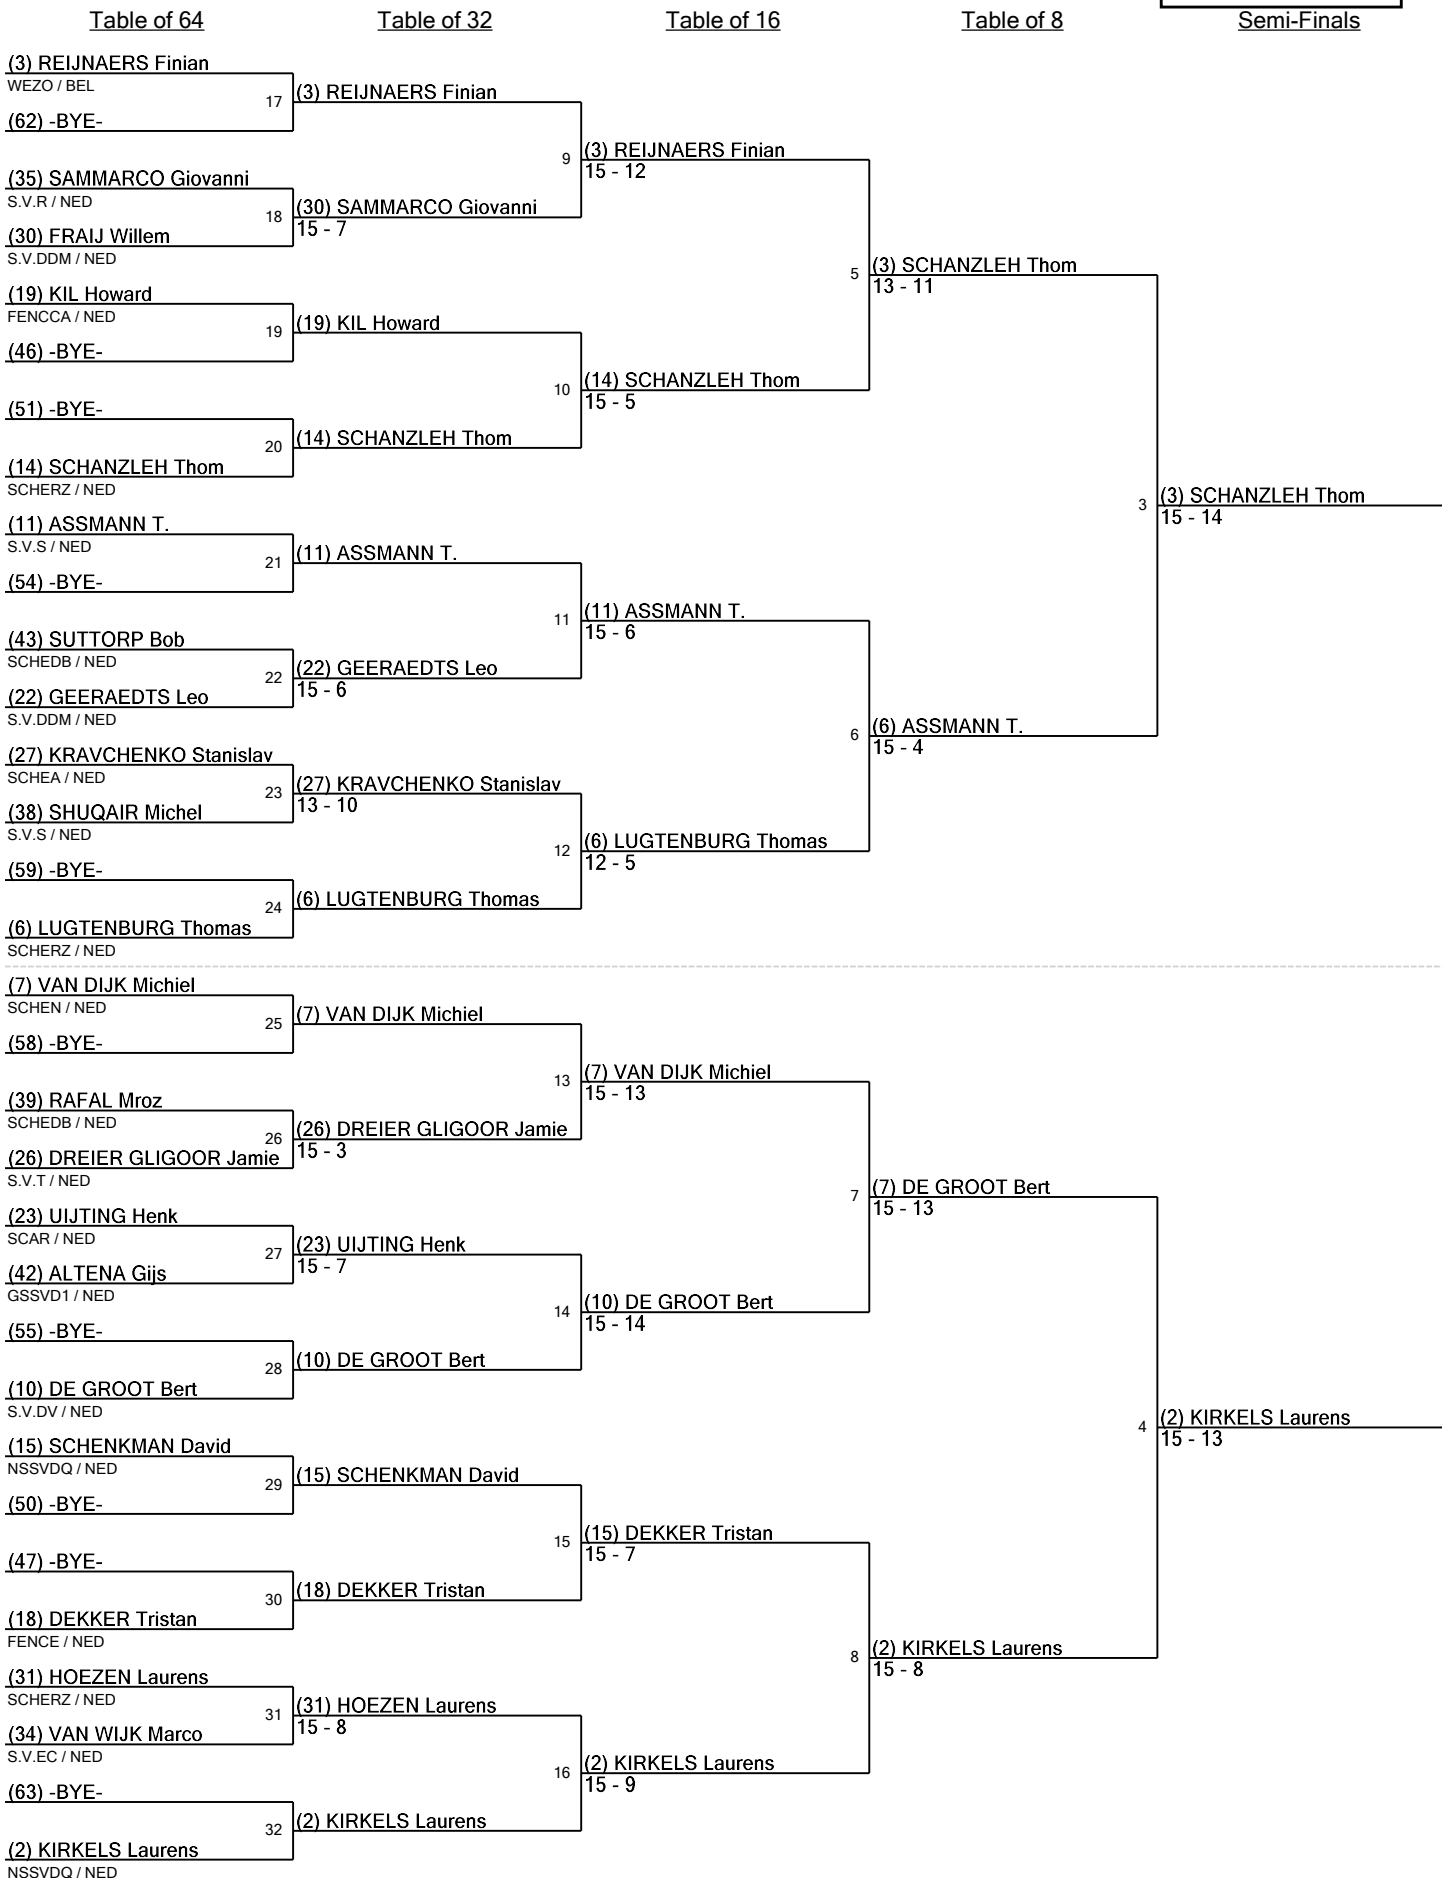 Table of 64
Table of 32
Table of 16
Table of 8
Semi-Finals
(3) REIJNAERS Finian
WEZO / BEL
17
(62) -BYE-
(3) REIJNAERS Finian
(35) SAMMARCO Giovanni
S.V.R / NED
18
(30) FRAIJ Willem
S.V.DDM / NED
(30) SAMMARCO Giovanni
15 - 7
9
(3) REIJNAERS Finian
15 - 12
(19) KIL Howard
FENCCA / NED
19
(46) -BYE-
(19) KIL Howard
(51) -BYE-
20
(14) SCHANZLEH Thom
SCHERZ / NED
(14) SCHANZLEH Thom
10
(14) SCHANZLEH Thom
15 - 5
5
(3) SCHANZLEH Thom
13 - 11
(11) ASSMANN T.
S.V.S / NED
21
(54) -BYE-
(11) ASSMANN T.
(43) SUTTORP Bob
SCHEDB / NED
22
(22) GEERAEDTS Leo
S.V.DDM / NED
(22) GEERAEDTS Leo
15 - 6
11
(11) ASSMANN T.
15 - 6
(27) KRAVCHENKO Stanislav
SCHEA / NED
23
(38) SHUQAIR Michel
S.V.S / NED
(27) KRAVCHENKO Stanislav
13 - 10
(59) -BYE-
24
(6) LUGTENBURG Thomas
SCHERZ / NED
(6) LUGTENBURG Thomas
12
(6) LUGTENBURG Thomas
12 - 5
6
(6) ASSMANN T.
15 - 4
3
(3) SCHANZLEH Thom
15 - 14
(7) VAN DIJK Michiel
SCHEN / NED
25
(58) -BYE-
(7) VAN DIJK Michiel
(39) RAFAL Mroz
SCHEDB / NED
26
(26) DREIER GLIGOOR Jamie
S.V.T / NED
(26) DREIER GLIGOOR Jamie
15 - 3
13
(7) VAN DIJK Michiel
15 - 13
(23) UIJTING Henk
SCAR / NED
27
(42) ALTENA Gijs
GSSVD1 / NED
(23) UIJTING Henk
15 - 7
(55) -BYE-
28
(10) DE GROOT Bert
S.V.DV / NED
(10) DE GROOT Bert
14
(10) DE GROOT Bert
15 - 14
7
(7) DE GROOT Bert
15 - 13
(15) SCHENKMAN David
NSSVDQ / NED
29
(50) -BYE-
(15) SCHENKMAN David
(47) -BYE-
30
(18) DEKKER Tristan
FENCE / NED
(18) DEKKER Tristan
15
(15) DEKKER Tristan
15 - 7
(31) HOEZEN Laurens
SCHERZ / NED
31
(34) VAN WIJK Marco
S.V.EC / NED
(31) HOEZEN Laurens
15 - 8
(63) -BYE-
32
(2) KIRKELS Laurens
NSSVDQ / NED
(2) KIRKELS Laurens
16
(2) KIRKELS Laurens
15 - 9
8
(2) KIRKELS Laurens
15 - 8
4
(2) KIRKELS Laurens
15 - 13